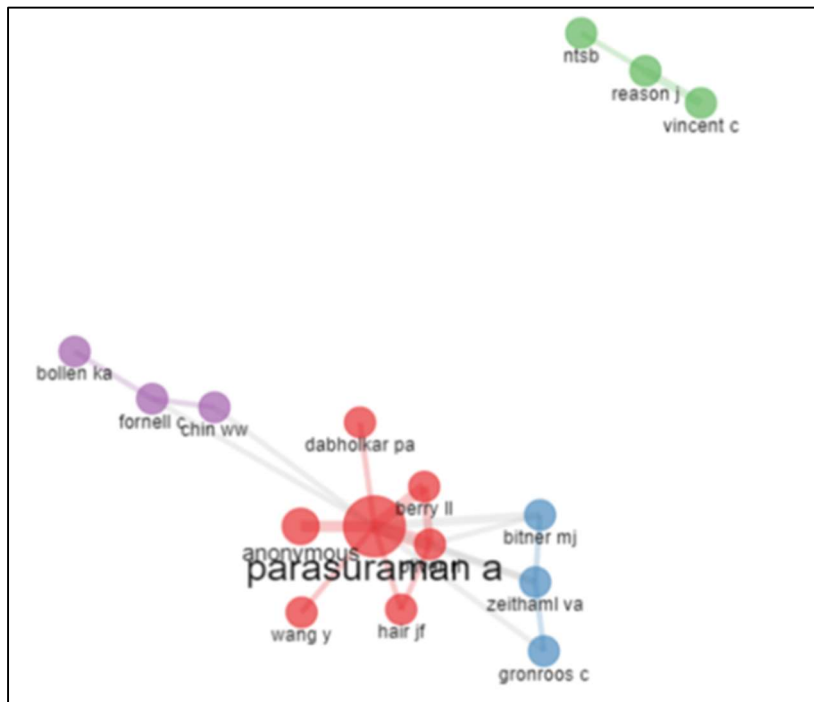 ntsb
reason j
vincent c
bollen ka
fornell c
chin ww
dabholkar pa
berry ll
bitner mj
anonymous
parasuraman a
zeithaml va
wang y
hair jf
gronroos c